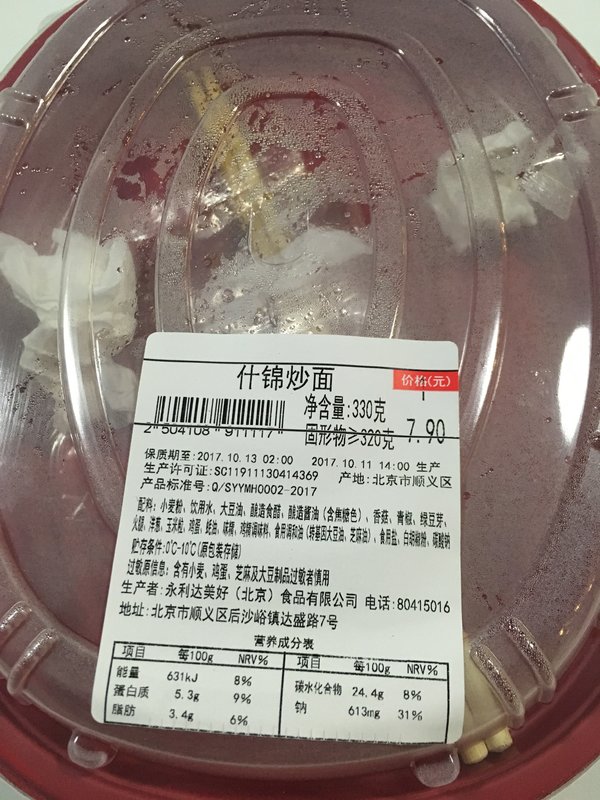 什锦炒面
价格(元)
净含量:330克
固形物≥320克
7.90
2 504108 911117
保质期至:2017.10.13 02:00 2017.10.11 14:00 生产
生产许可证:SC11911130414369 产地:北京市顺义区
产品标准号:Q/SYYMH0002-2017
配料:小麦粉、饮用水、大豆油、酿造食醋、酿造酱油(含焦糖色)、香菇、青椒、绿豆芽、
火腿、洋葱、玉米粒、鸡蛋、蚝油、味精、鸡精调味料、食用调和油(转基因大豆油、芝麻油)、食用盐、白胡椒粉、碳酸钠
贮存条件:0℃-10℃(原包装存储)
过敏原信息:含有小麦、鸡蛋、芝麻及大豆制品过敏者慎用
生产者:永利达美好(北京)食品有限公司 电话:80415016
地址:北京市顺义区后沙峪镇达盛路7号
营养成分表
项目 每100g NRV% 项目 每100g NRV%
能量 631kJ 8% 碳水化合物 24.4g 8%
蛋白质 5.3g 9% 钠 613mg 31%
脂肪 3.4g 6%